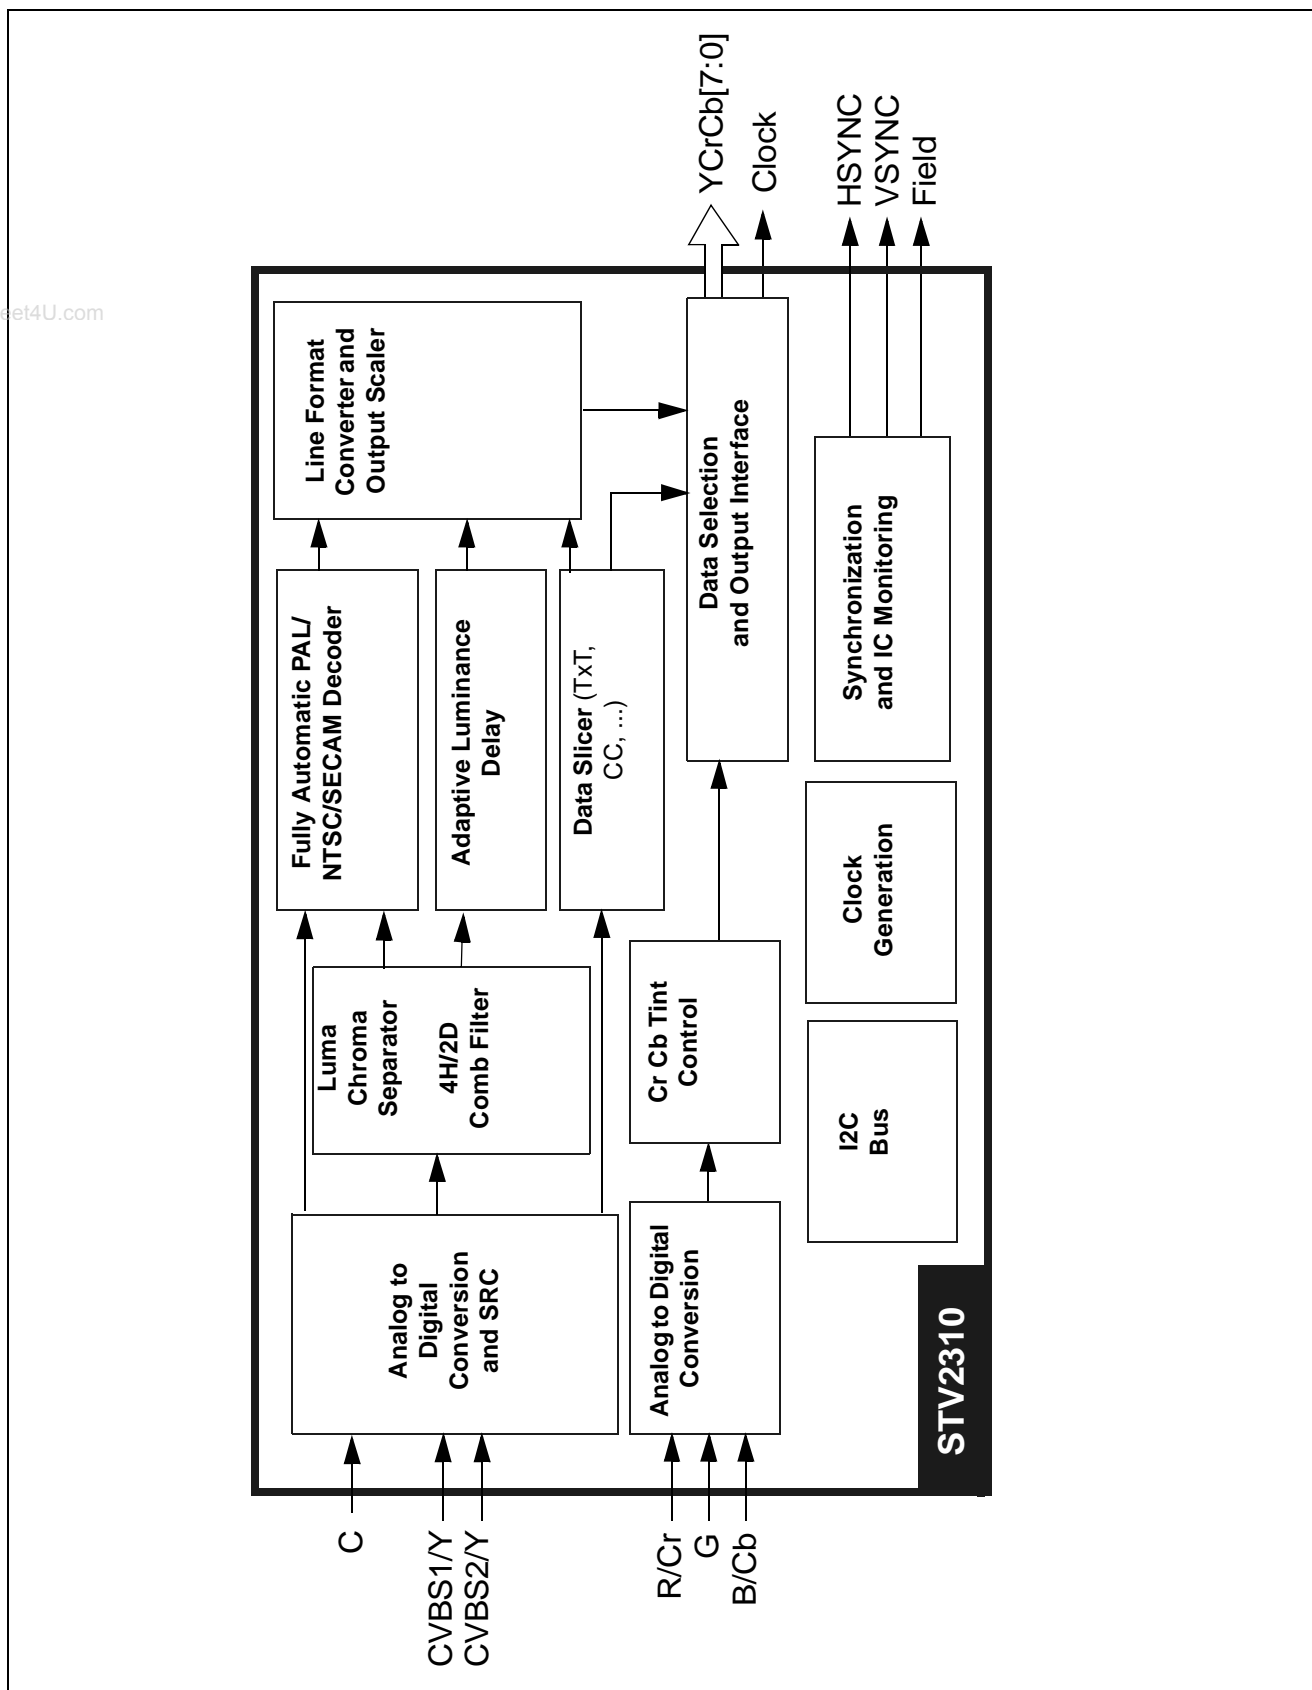 eet4U.com
C
CVBS1/Y
CVBS2/Y
R/Cr
G
B/Cb
Analog to
Digital
Conversion
and SRC
Analog to Digital
Conversion
Luma
Chroma
Separator
4H/2D
Comb Filter
Cr Cb Tint
Control
Fully Automatic PAL/
NTSC/SECAM Decoder
Adaptive Luminance
Delay
Data Slicer (TxT,
CC, ...)
Line Format
Converter and
Output Scaler
Data Selection
and Output Interface
I2C
Bus
Clock
Generation
Synchronization
and IC Monitoring
YCrCb[7:0]
Clock
HSYNC
VSYNC
Field
STV2310